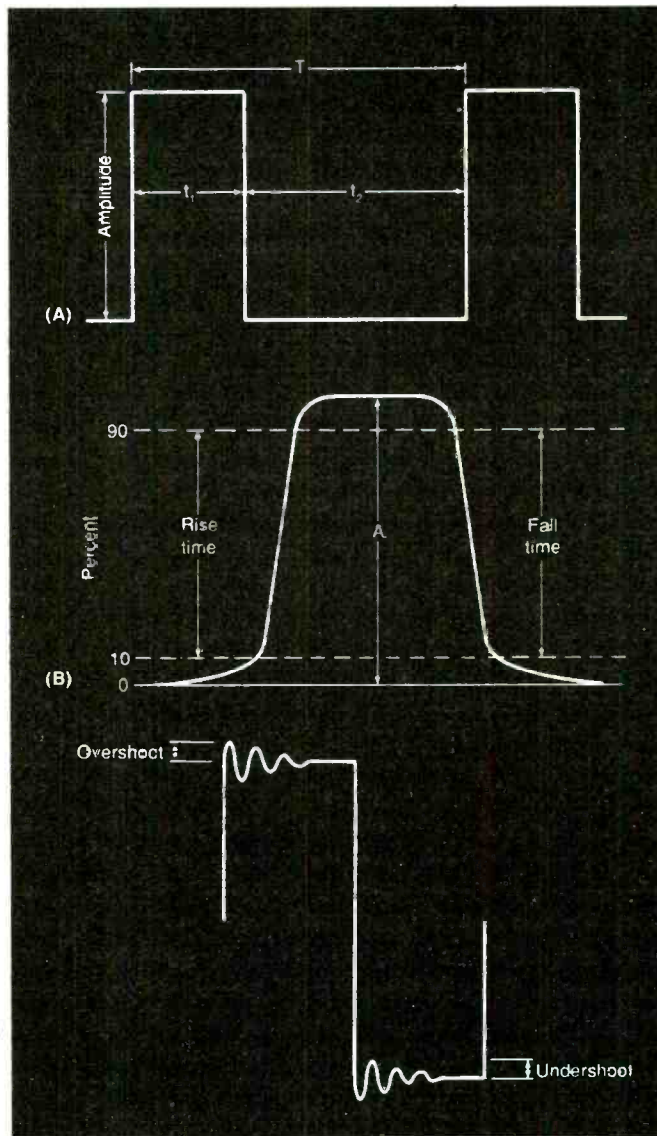 T
Amplitude
t₁
t₂
(A)
90
Rise
time
A
Fall
time
Percent
10
(B)
0
Overshoot
Undershoot